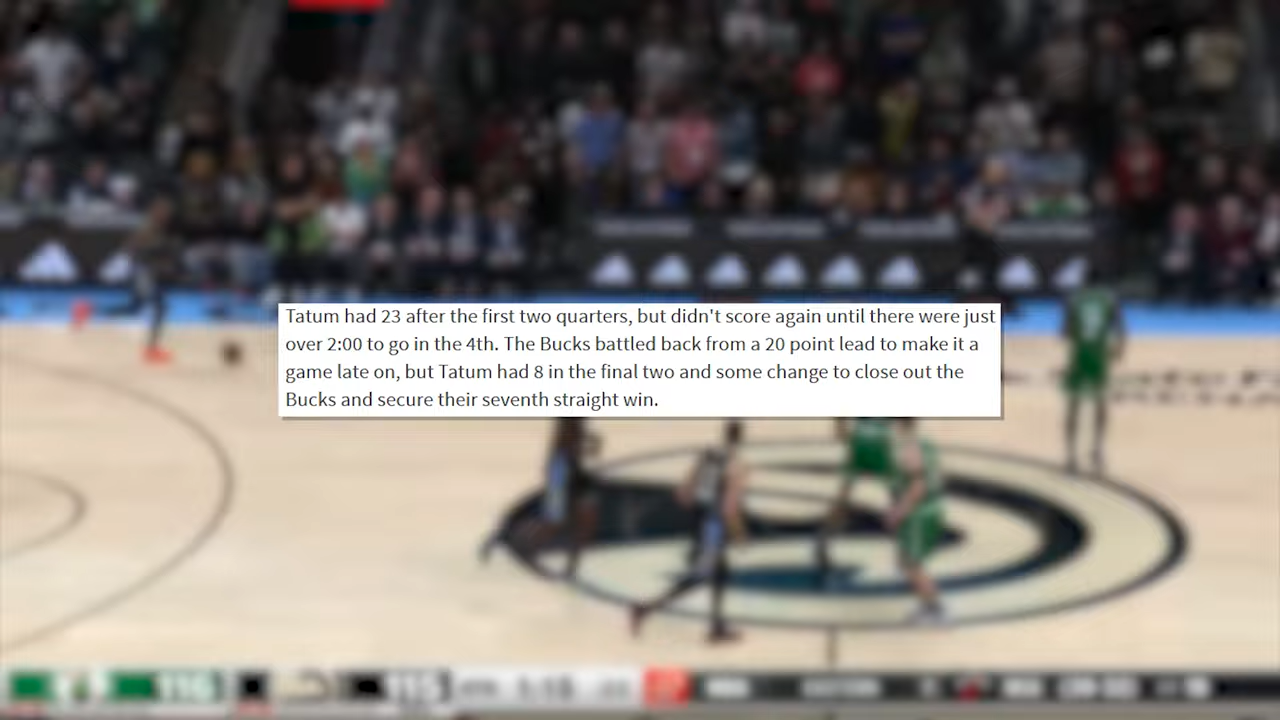 Tatum had 23 after the first two quarters, but didn't score again until there were just
over 2:00 to go in the 4th. The Bucks battled back from a 20 point lead to make it a
game late on, but Tatum had 8 in the final two and some change to close out the
Bucks and secure their seventh straight win.